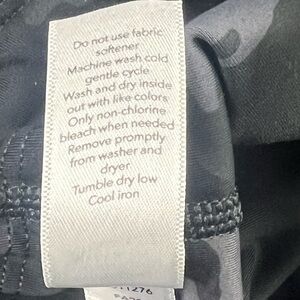 Do not use fabric
softener
Machine wash cold
gentle cycle
Wash and dry inside
out with like colors
Only non-chlorine
bleach when needed
Remove promptly
from washer and
dryer
Tumble dry low
Cool iron
1276